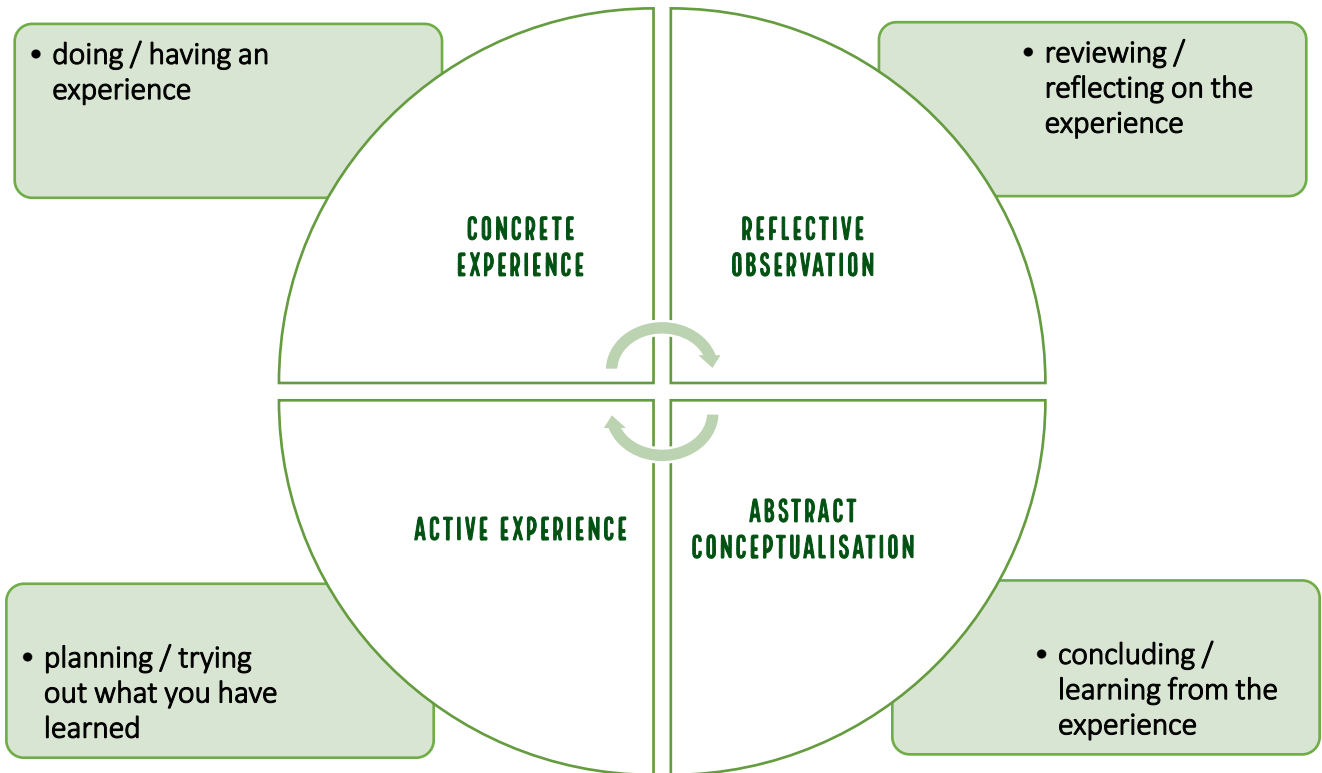 • doing / having an
experience
• reviewing /
reflecting on the
experience
CONCRETE
EXPERIENCE
REFLECTIVE
OBSERVATION
ACTIVE EXPERIENCE
ABSTRACT
CONCEPTUALISATION
• planning / trying
out what you have
learned
• concluding /
learning from the
experience